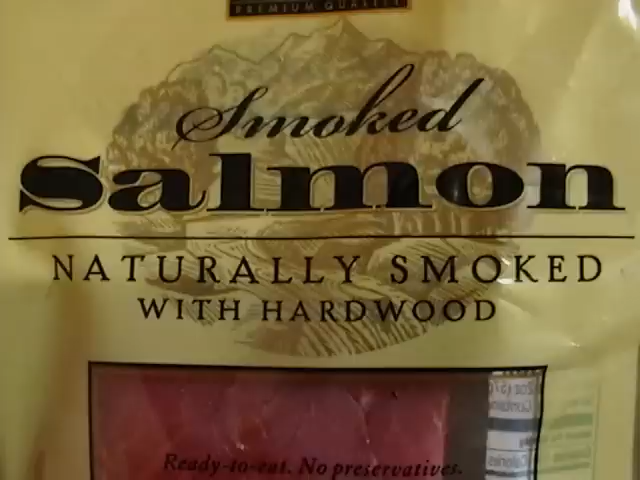 PREMIUM QUALITY
Smoked
Salmon
NATURALLY SMOKED
WITH HARDWOOD
Ready-to-eat. No preservatives.